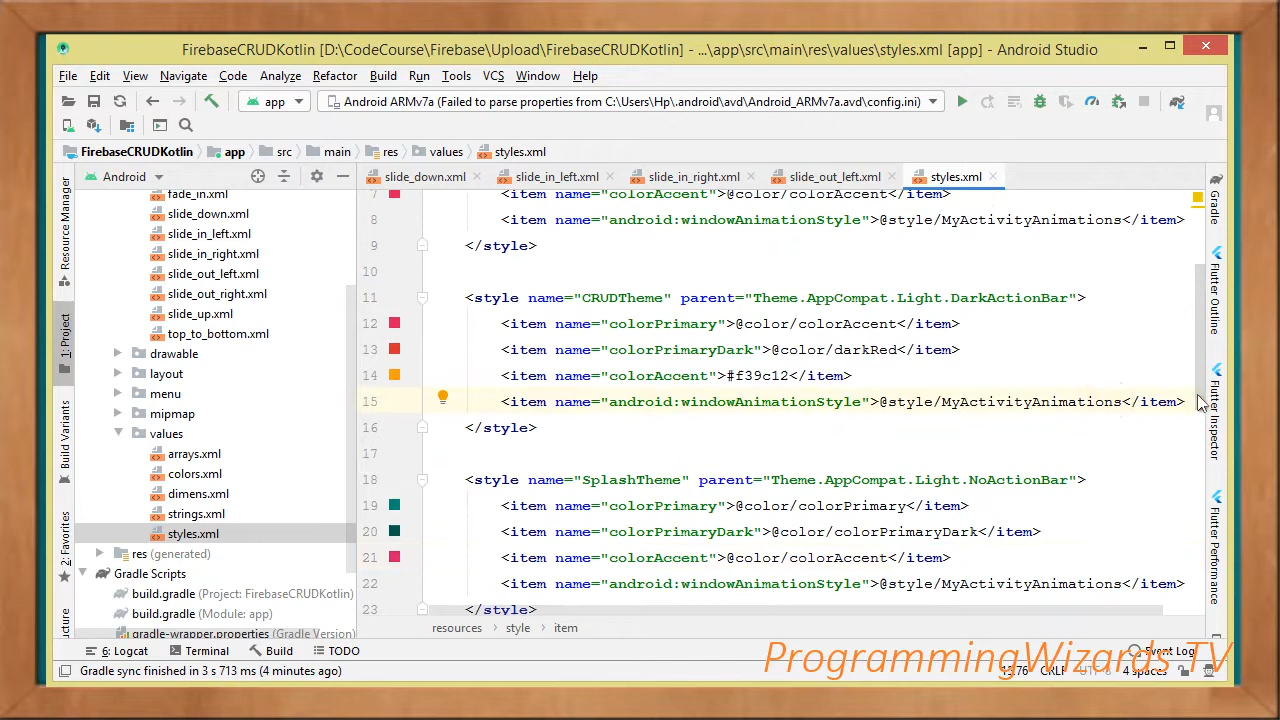 FirebaseCRUDKotlin [D:\CodeCourse\Firebase\Upload\FirebaseCRUDKotlin] - ...\app\src\main\res\values\styles.xml [app] - Android Studio
File Edit View Navigate Code Analyze Refactor Build Run Tools VCS Window Help
app Android ARMv7a (Failed to parse properties from C:\Users\Hp\.android\avd\Android_ARMv7a.avd\config.ini)
FirebaseCRUDKotlin app src main res values styles.xml
Android slide_down.xml slide_in_left.xml slide_in_right.xml slide_out_left.xml styles.xml
Resource Manager
1: Project
Build Variants
2: Favorites
fade_in.xml
slide_down.xml
slide_in_left.xml
slide_in_right.xml
slide_out_left.xml
slide_out_right.xml
slide_up.xml
top_to_bottom.xml
drawable
layout
menu
mipmap
values
arrays.xml
colors.xml
dimens.xml
strings.xml
styles.xml
res (generated)
Gradle Scripts
build.gradle (Project: FirebaseCRUDKotlin)
build.gradle (Module: app)
gradle-wrapper.properties (Gradle Version)
7 <item name="colorAccent">@color/colorAccent</item>
8 <item name="android:windowAnimationStyle">@style/MyActivityAnimations</item>
9 </style>
10
11 <style name="CRUDTheme" parent="Theme.AppCompat.Light.DarkActionBar">
12 <item name="colorPrimary">@color/colorAccent</item>
13 <item name="colorPrimaryDark">@color/darkRed</item>
14 <item name="colorAccent">#f39c12</item>
15 <item name="android:windowAnimationStyle">@style/MyActivityAnimations</item>
16 </style>
17
18 <style name="SplashTheme" parent="Theme.AppCompat.Light.NoActionBar">
19 <item name="colorPrimary">@color/colorPrimary</item>
20 <item name="colorPrimaryDark">@color/colorPrimaryDark</item>
21 <item name="colorAccent">@color/colorAccent</item>
22 <item name="android:windowAnimationStyle">@style/MyActivityAnimations</item>
23 </style>
Gradle
Flutter Outline
Flutter Inspector
Flutter Performance
resources style item
6: Logcat Terminal Build TODO Event Log
Gradle sync finished in 3 s 713 ms (4 minutes ago) CRLF UTF-8 4 spaces
ProgrammingWizards TV